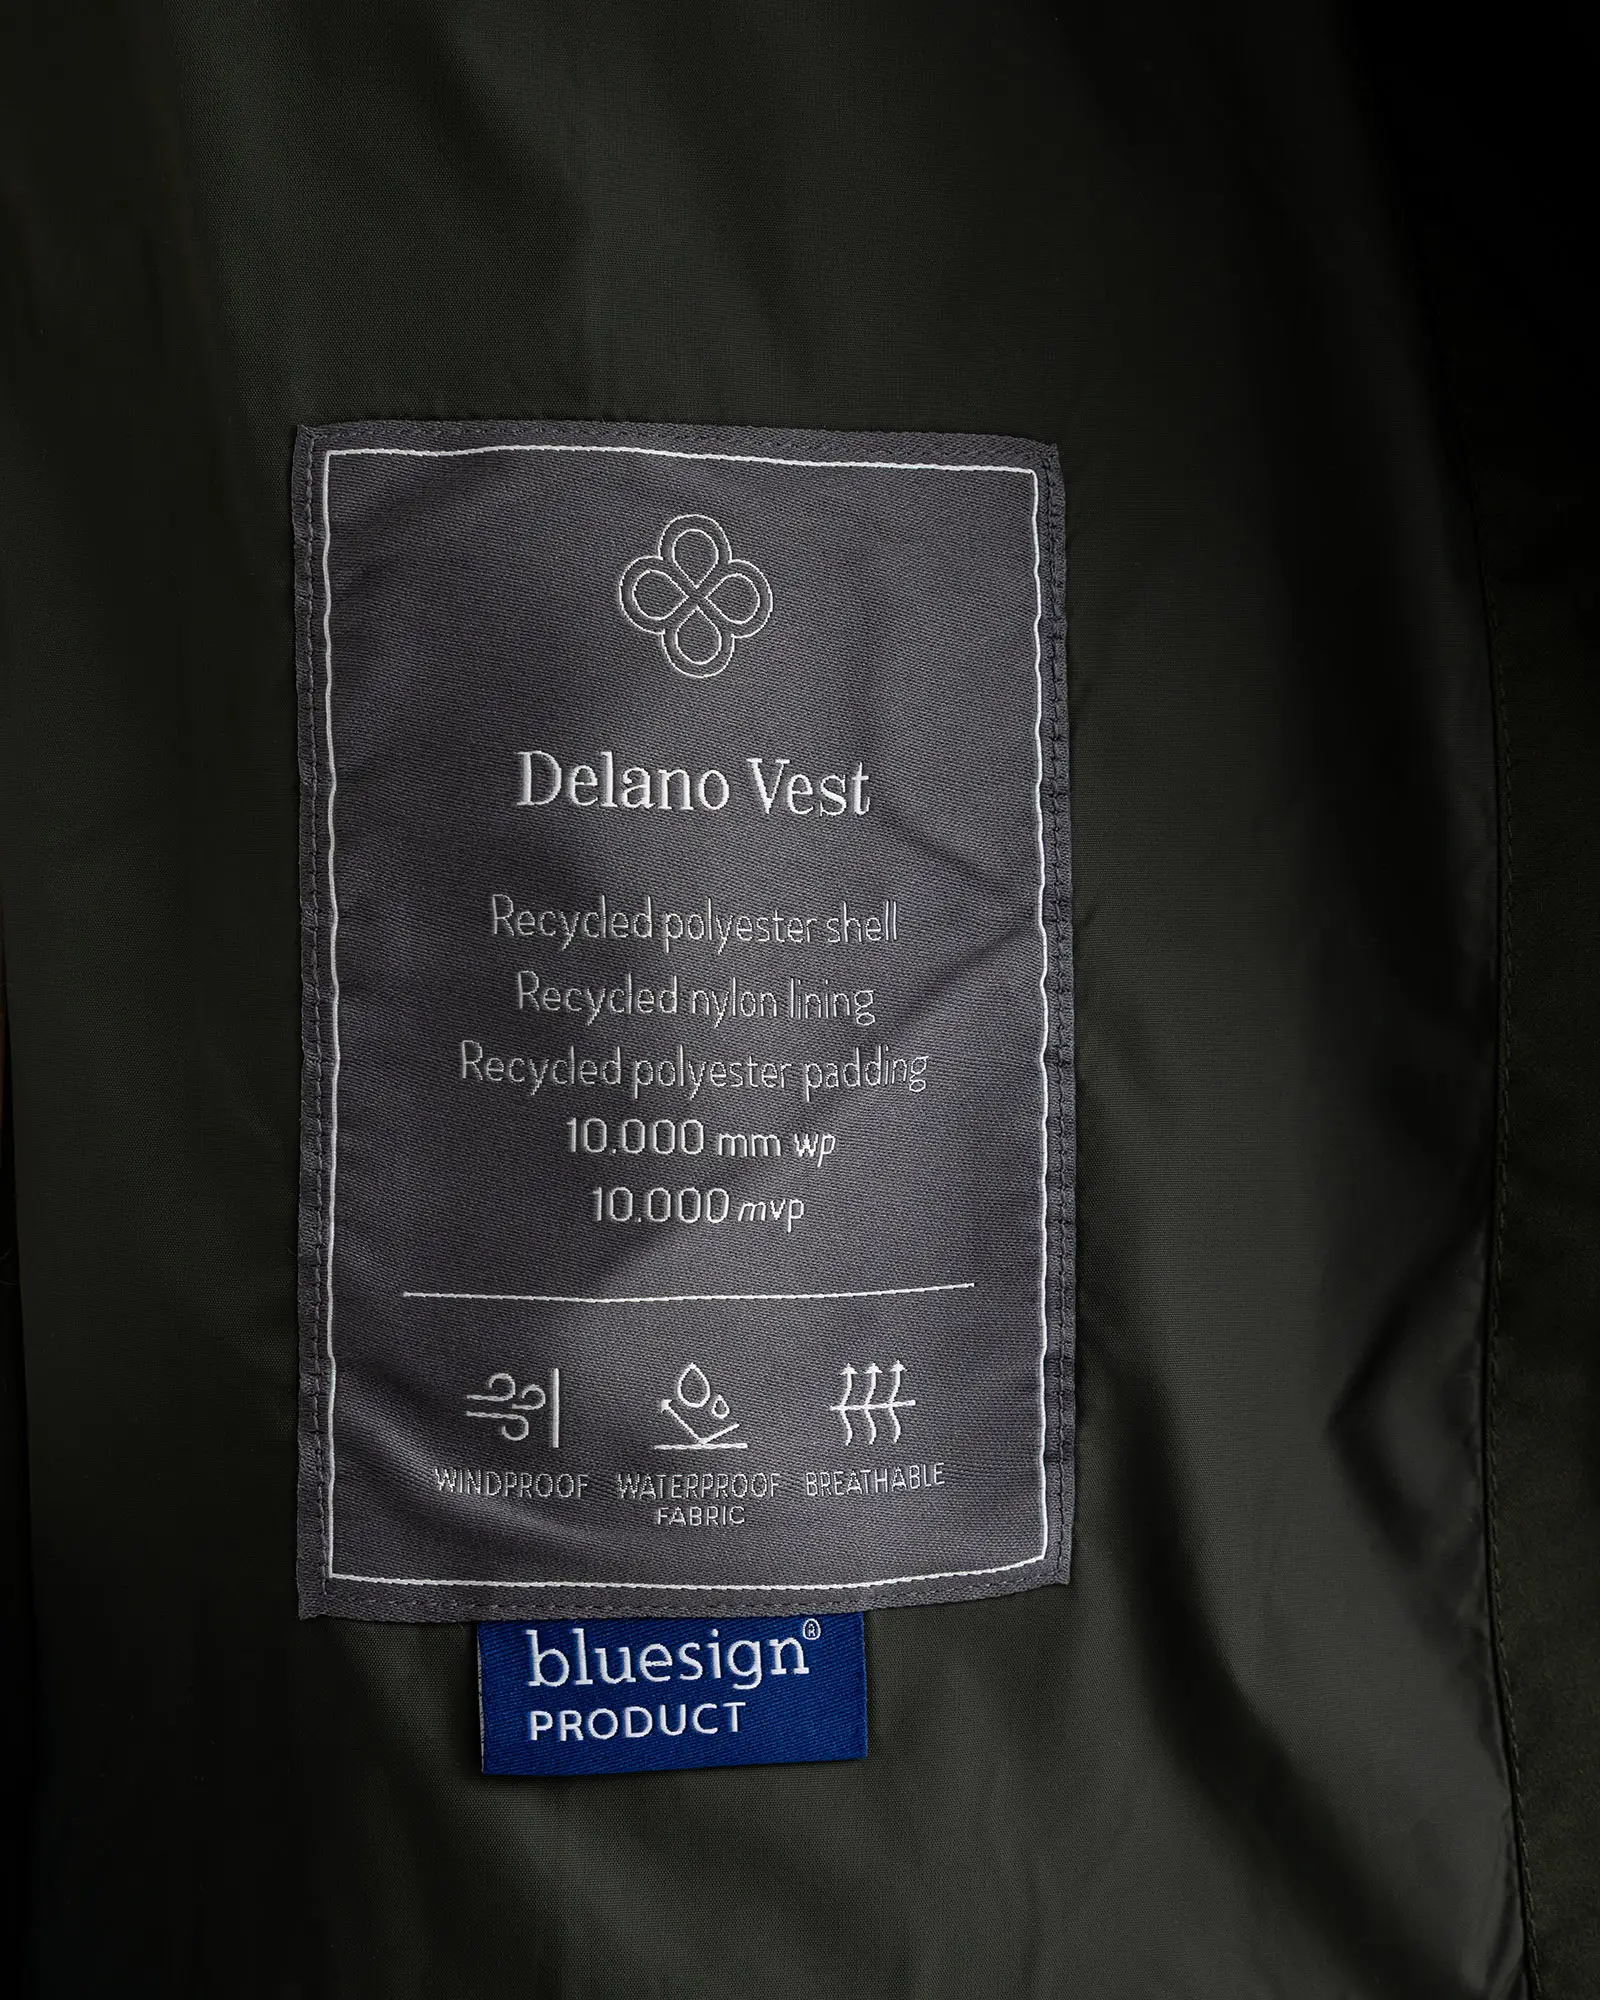 Delano Vest
Recycled polyester shell
Recycled nylon lining
Recycled polyester padding
10.000 mm wp
10.000 mvp
WINDPROOF WATERPROOF FABRIC BREATHABLE
bluesign®
PRODUCT